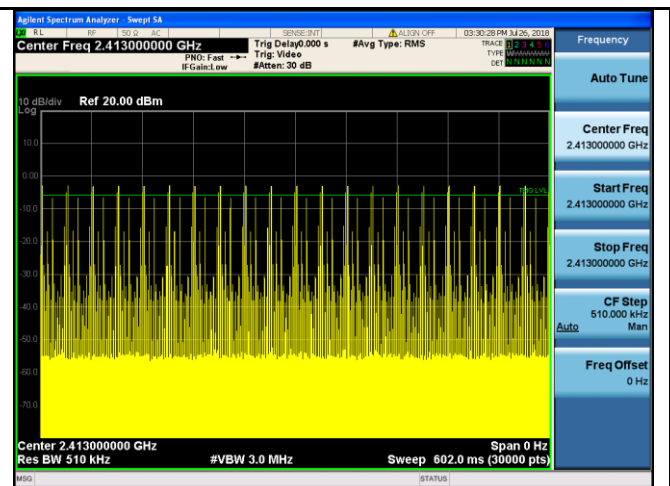 Agilent Spectrum Analyzer - Swept SA
RL RF 50 Ω AC SENSE:INT ALIGN OFF 03:30:28 PM Jul 26, 2018
Center Freq 2.413000000 GHz Trig Delay0.000 s #Avg Type: RMS TRACE 1 2 3 4 5 6
PNO: Fast Trig: Video TYPE WWWWWW
IFGain:Low #Atten: 30 dB DET N N N N N N
10 dB/div Ref 20.00 dBm
Log
10.0
0.00
TRIG LVL
-10.0
-20.0
-30.0
-40.0
-50.0
-60.0
-70.0
Center 2.413000000 GHz Span 0 Hz
Res BW 510 kHz #VBW 3.0 MHz Sweep 602.0 ms (30000 pts)
MSG STATUS
Frequency
Auto Tune
Center Freq
2.413000000 GHz
Start Freq
2.413000000 GHz
Stop Freq
2.413000000 GHz
CF Step
510.000 kHz
Auto Man
Freq Offset
0 Hz